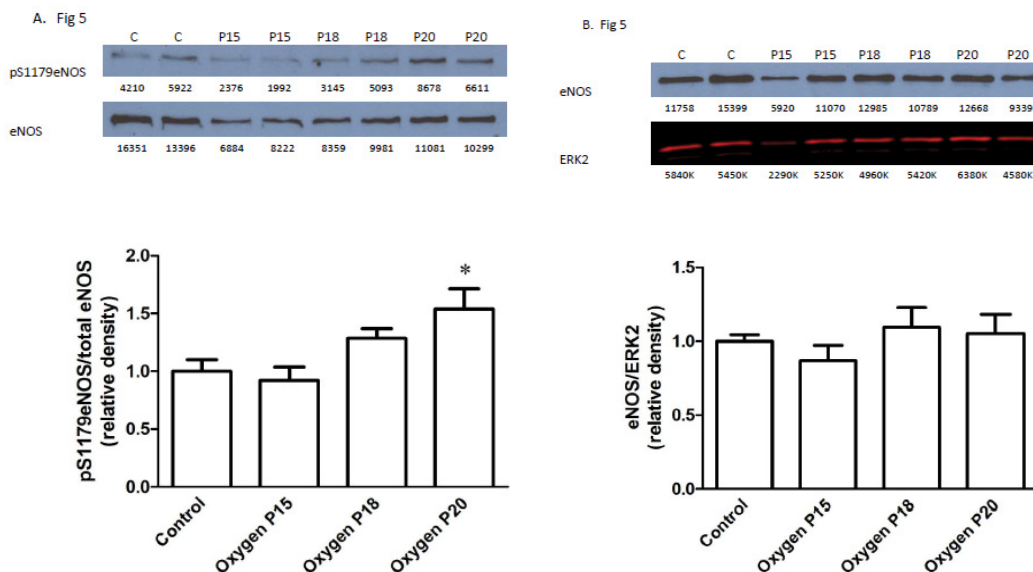 A. Fig 5
C C P15 P15 P18 P18 P20 P20
pS1179eNOS
4210 5922 2376 1992 3145 5093 8678 6611
eNOS
16351 13396 6884 8222 8359 9981 11081 10299
B. Fig 5
C C P15 P15 P18 P18 P20 P20
eNOS
11758 15399 5920 11070 12985 10789 12668 9339
ERK2
5840K 5450K 2290K 5250K 4960K 5420K 6380K 4580K
pS1179eNOS/total eNOS
(relative density)
2.0
1.5
1.0
0.5
0.0
*
Control
Oxygen P15
Oxygen P18
Oxygen P20
eNOS/ERK2
(relative density)
1.5
1.0
0.5
0.0
Control
Oxygen P15
Oxygen P18
Oxygen P20